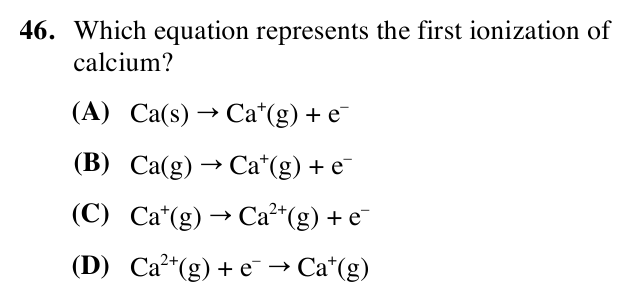 46. Which equation represents the first ionization of
calcium?
(A) Ca(s) → Ca⁺(g) + e⁻
(B) Ca(g) → Ca⁺(g) + e⁻
(C) Ca⁺(g) → Ca²⁺(g) + e⁻
(D) Ca²⁺(g) + e⁻ → Ca⁺(g)